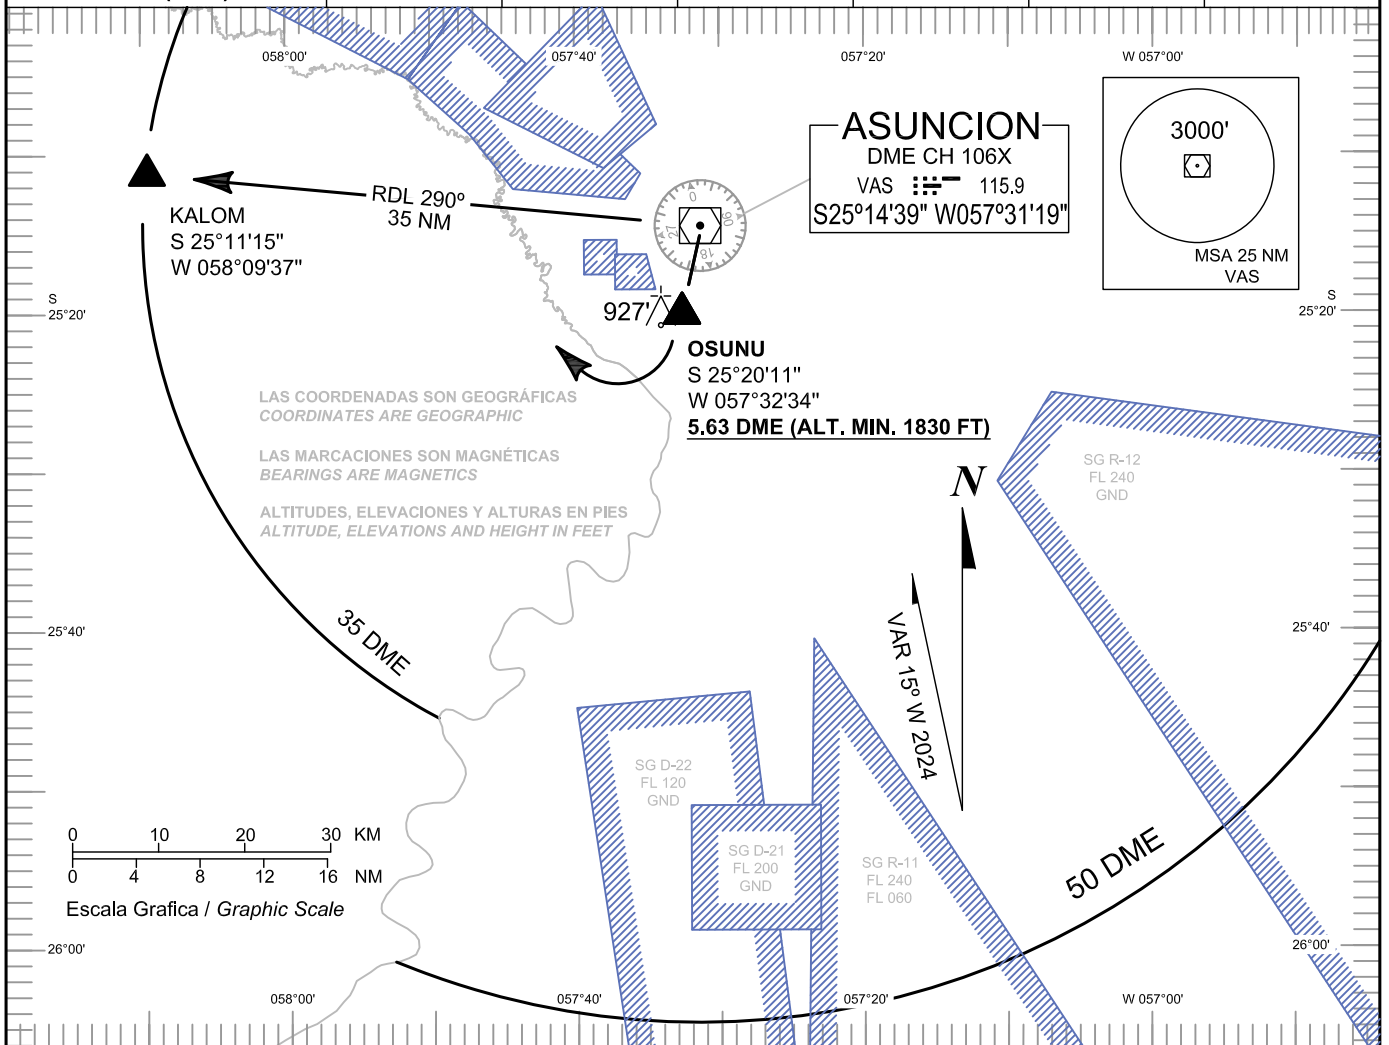 058°00'
057°40'
057°20'
W 057°00'
ASUNCION
DME CH 106X
VAS 115.9
S25º14'39" W057º31'19"
3000'
MSA 25 NM
VAS
RDL 290º
35 NM
KALOM
S 25°11'15"
W 058°09'37"
0
90
18
27
S
25°20'
S
25°20'
927'
OSUNU
S 25°20'11"
W 057°32'34"
5.63 DME (ALT. MIN. 1830 FT)
LAS COORDENADAS SON GEOGRÁFICAS
COORDINATES ARE GEOGRAPHIC
LAS MARCACIONES SON MAGNÉTICAS
BEARINGS ARE MAGNETICS
ALTITUDES, ELEVACIONES Y ALTURAS EN PIES
ALTITUDE, ELEVATIONS AND HEIGHT IN FEET
SG R-12
FL 240
GND
N
VAR 15º W 2024
25°40'
25°40'
35 DME
SG D-22
FL 120
GND
SG D-21
FL 200
GND
SG R-11
FL 240
FL 060
50 DME
0 10 20 30 KM
0 4 8 12 16 NM
Escala Grafica / Graphic Scale
26°00'
26°00'
058°00'
057°40'
057°20'
W 057°00'